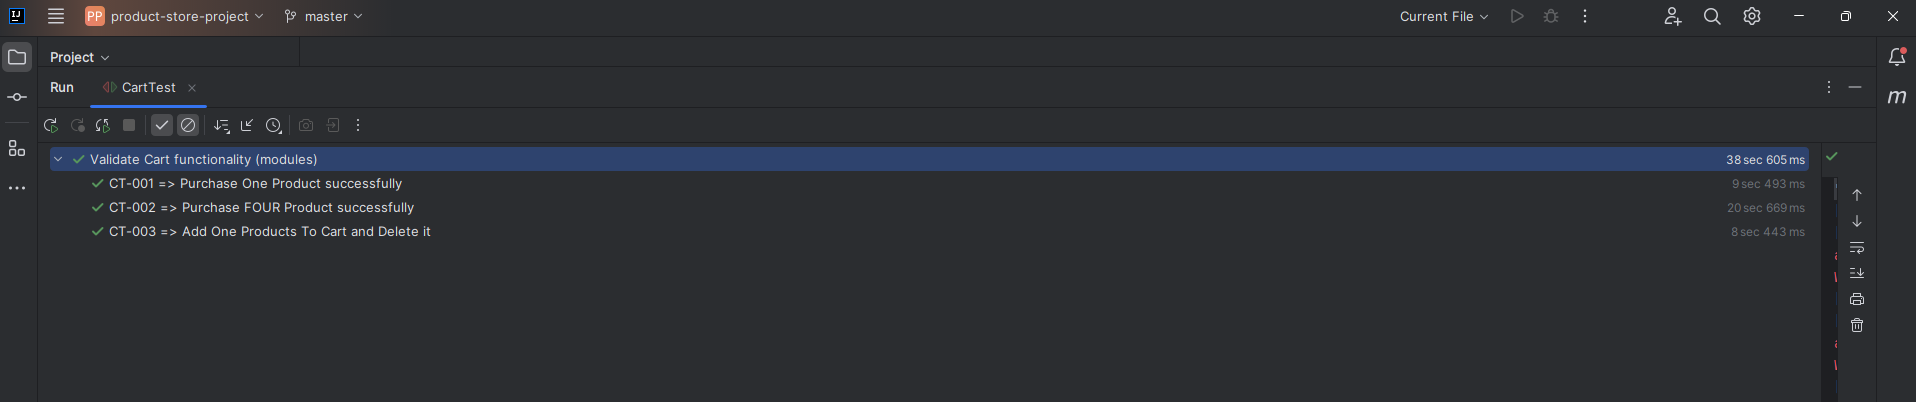 IJ
PP product-store-project master Current File
Project
Run CartTest
m
Validate Cart functionality (modules) 38 sec 605 ms
CT-001 => Purchase One Product successfully 9 sec 493 ms
CT-002 => Purchase FOUR Product successfully 20 sec 669 ms
CT-003 => Add One Products To Cart and Delete it 8 sec 443 ms